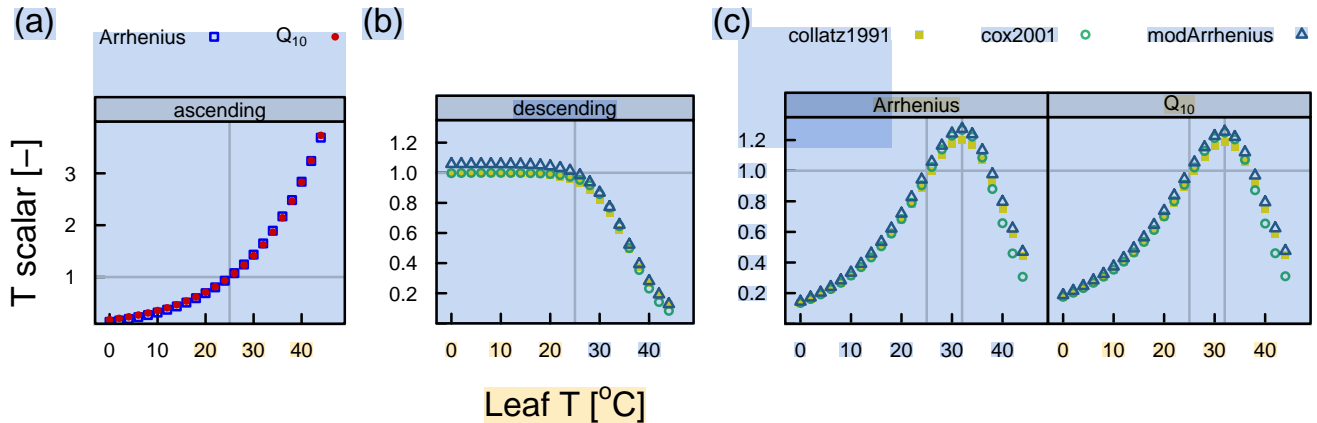 (a) (b) (c)
Arrhenius Q10 collatz1991 cox2001 modArrhenius
ascending descending Arrhenius Q10
T scalar [−]
3
2
1
1.2
1.0
0.8
0.6
0.4
0.2
1.2
1.0
0.8
0.6
0.4
0.2
0 10 20 30 40 0 10 20 30 40 0 10 20 30 40 0 10 20 30 40
Leaf T [°C]